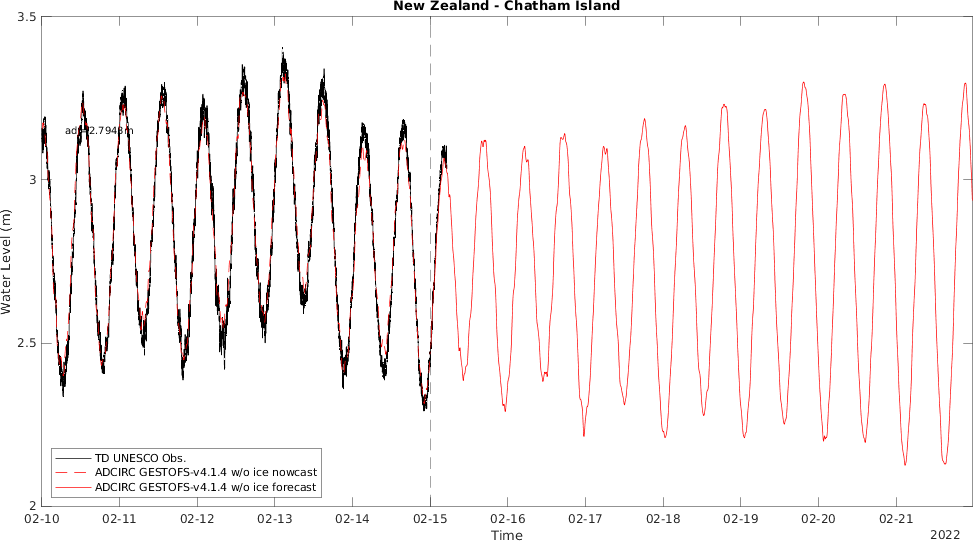 New Zealand - Chatham Island
3.5
3
2.5
2
Water Level (m)
TD UNESCO Obs.
ADCIRC GESTOFS-v4.1.4 w/o ice nowcast
ADCIRC GESTOFS-v4.1.4 w/o ice forecast
02-10 02-11 02-12 02-13 02-14 02-15 02-16 02-17 02-18 02-19 02-20 02-21
Time
2022